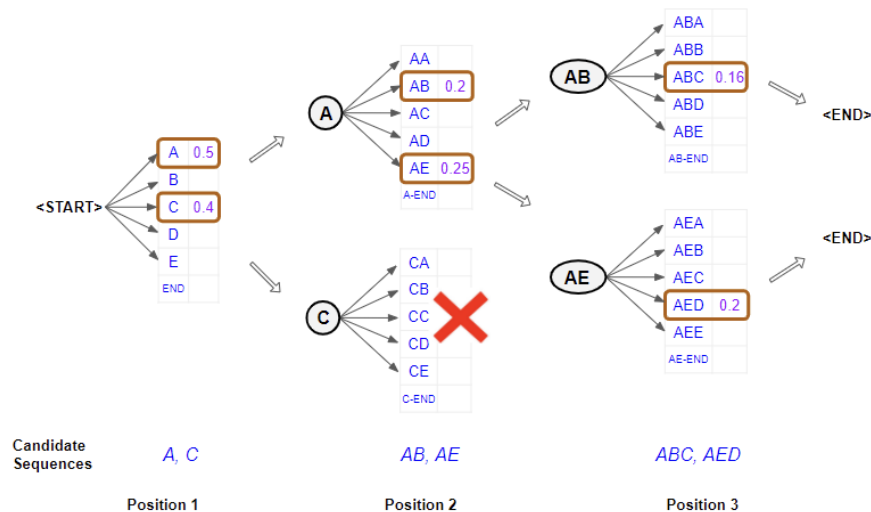 <START>
A 0.5
B
C 0.4
D
E
END
A
AA
AB 0.2
AC
AD
AE 0.25
A-END
C
CA
CB
CC
CD
CE
C-END
AB
ABA
ABB
ABC 0.16
ABD
ABE
AB-END
<END>
AE
AEA
AEB
AEC
AED 0.2
AEE
AE-END
<END>
Candidate
Sequences
A, C
AB, AE
ABC, AED
Position 1
Position 2
Position 3